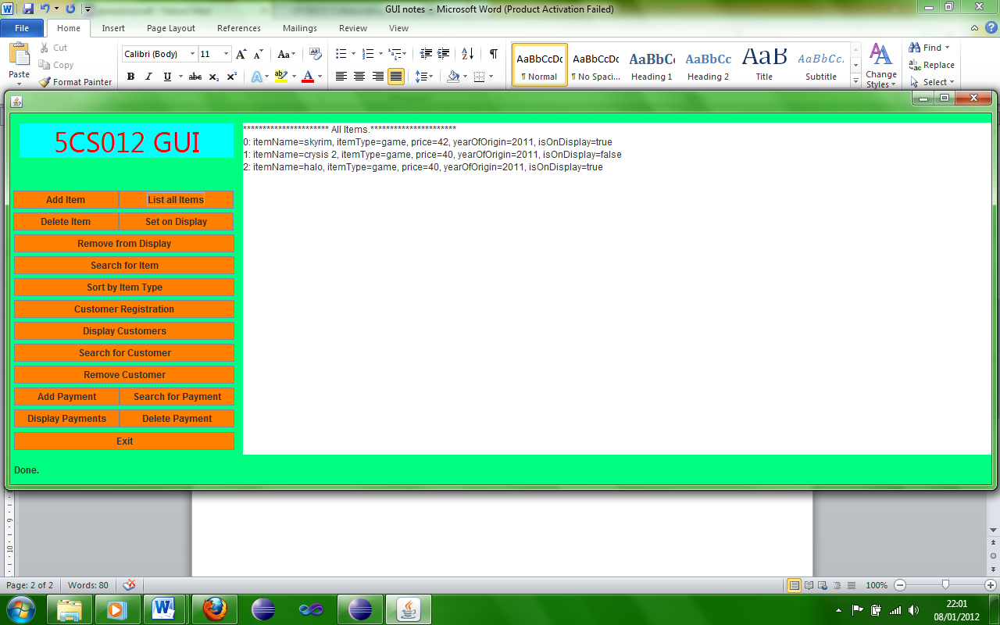 GUI notes - Microsoft Word (Product Activation Failed)
File Home Insert Page Layout References Mailings Review View
Paste
Cut
Copy
Format Painter
Calibri (Body) 11
AaBbCcDc AaBbCcDc AaBbCc AaBbCc AaB AaBbCc.
¶ Normal ¶ No Spaci... Heading 1 Heading 2 Title Subtitle
Change Styles
Find
Replace
Select
5CS012 GUI
Add Item List all Items
Delete Item Set on Display
Remove from Display
Search for Item
Sort by Item Type
Customer Registration
Display Customers
Search for Customer
Remove Customer
Add Payment Search for Payment
Display Payments Delete Payment
Exit
Done.
********************** All Items.**********************
0: itemName=skyrim, itemType=game, price=42, yearOfOrigin=2011, isOnDisplay=true
1: itemName=crysis 2, itemType=game, price=40, yearOfOrigin=2011, isOnDisplay=false
2: itemName=halo, itemType=game, price=40, yearOfOrigin=2011, isOnDisplay=true
9
10
Page: 2 of 2 Words: 80 100%
22:01
08/01/2012